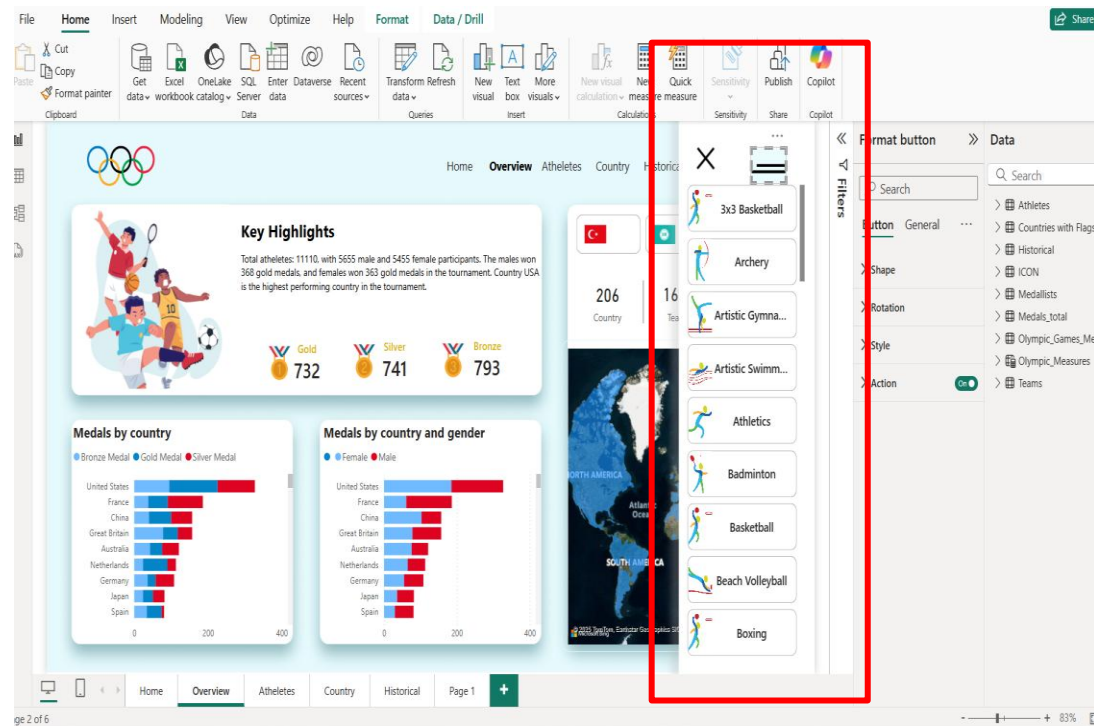 File Home Insert Modeling View Optimize Help Format Data / Drill Share
Paste
Cut
Copy
Format painter
Clipboard
Get data
Excel workbook
OneLake catalog
SQL Server
Enter data
Dataverse
Recent sources
Data
Transform data
Refresh
Queries
New visual
Text box
More visuals
Insert
New visual calculation
measure
Quick measure
Calculations
Sensitivity
Sensitivity
Publish
Share
Copilot
Copilot
Home Overview Atheletes Country Historica
Key Highlights
Total atheletes: 11110, with 5655 male and 5455 female participants. The males won
368 gold medals, and females won 363 gold medals in the tournament. Country USA
is the highest performing country in the tournament.
Gold
732
Silver
741
Bronze
793
206
Country
16
Tea
Medals by country
Bronze Medal Gold Medal Silver Medal
United States
France
China
Great Britain
Australia
Netherlands
Germany
Japan
Spain
0 200 400
Medals by country and gender
Female Male
United States
France
China
Great Britain
Australia
Netherlands
Germany
Japan
Spain
0 200 400
NORTH AMERICA
SOUTH AMERICA
Microsoft Bing
3x3 Basketball
Archery
Artistic Gymna...
Artistic Swimm...
Athletics
Badminton
Basketball
Beach Volleyball
Boxing
Filters
Format button
Search
Button General
Shape
Rotation
Style
Action On
Data
Search
Athletes
Countries with Flags
Historical
ICON
Medallists
Medals_total
Olympic_Games_Me
Olympic_Measures
Teams
Home Overview Atheletes Country Historical Page 1
age 2 of 6
83%